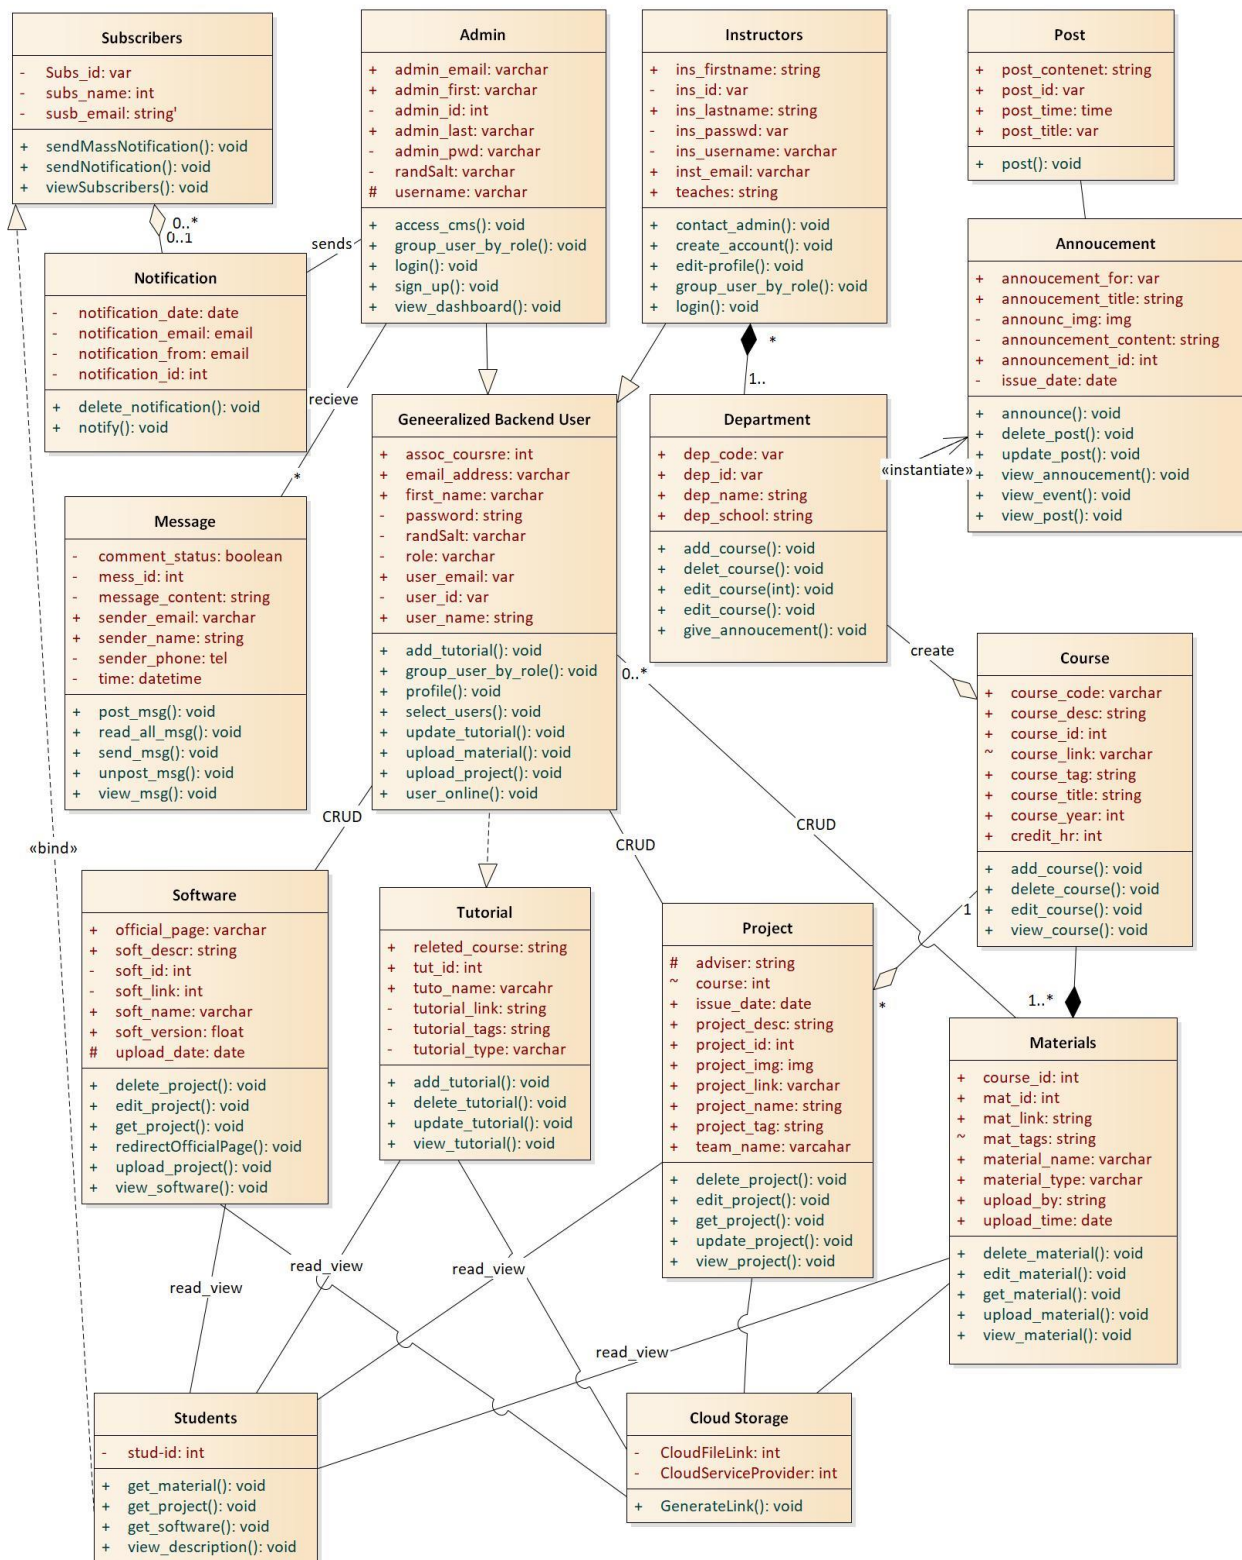 Subscribers
- Subs_id: var
- subs_name: int
- susb_email: string'
+ sendMassNotification(): void
+ sendNotification(): void
+ viewSubscribers(): void
Admin
+ admin_email: varchar
+ admin_first: varchar
- admin_id: int
+ admin_last: varchar
- admin_pwd: varchar
- randSalt: varchar
# username: varchar
+ access_cms(): void
+ group_user_by_role(): void
+ login(): void
+ sign_up(): void
+ view_dashboard(): void
Instructors
+ ins_firstname: string
- ins_id: var
+ ins_lastname: string
- ins_passwd: var
- ins_username: varchar
+ inst_email: varchar
+ teaches: string
+ contact_admin(): void
+ create_account(): void
+ edit-profile(): void
+ group_user_by_role(): void
+ login(): void
Post
+ post_contenet: string
+ post_id: var
+ post_time: time
+ post_title: var
+ post(): void
0..*
0..1
sends
Notification
- notification_date: date
- notification_email: email
- notification_from: email
- notification_id: int
+ delete_notification(): void
+ notify(): void
Annoucement
+ annoucement_for: var
+ annoucement_title: string
- announc_img: img
- announcement_content: string
+ announcement_id: int
- issue_date: date
+ announce(): void
+ delete_post(): void
+ update_post(): void
+ view_annoucement(): void
+ view_event(): void
+ view_post(): void
*
1..
recieve
*
«instantiate»
Geneeralized Backend User
+ assoc_coursre: int
+ email_address: varchar
+ first_name: varchar
- password: string
- randSalt: varchar
- role: varchar
+ user_email: var
- user_id: var
+ user_name: string
+ add_tutorial(): void
+ group_user_by_role(): void
+ profile(): void
+ select_users(): void
+ update_tutorial(): void
+ upload_material(): void
+ upload_project(): void
+ user_online(): void
Department
+ dep_code: var
+ dep_id: var
+ dep_name: string
+ dep_school: string
+ add_course(): void
+ delet_course(): void
+ edit_course(int): void
+ edit_course(): void
+ give_annoucement(): void
Message
- comment_status: boolean
- mess_id: int
- message_content: string
+ sender_email: varchar
+ sender_name: string
- sender_phone: tel
- time: datetime
+ post_msg(): void
+ read_all_msg(): void
+ send_msg(): void
+ unpost_msg(): void
+ view_msg(): void
0..*
create
Course
+ course_code: varchar
+ course_desc: string
+ course_id: int
~ course_link: varchar
+ course_tag: string
+ course_title: string
+ course_year: int
+ credit_hr: int
+ add_course(): void
+ delete_course(): void
+ edit_course(): void
+ view_course(): void
«bind»
CRUD
CRUD
CRUD
1
*
1..*
Software
+ official_page: varchar
+ soft_descr: string
- soft_id: int
- soft_link: int
+ soft_name: varchar
+ soft_version: float
# upload_date: date
+ delete_project(): void
+ edit_project(): void
+ get_project(): void
+ redirectOfficialPage(): void
+ upload_project(): void
+ view_software(): void
Tutorial
+ releted_course: string
+ tut_id: int
+ tuto_name: varcahr
- tutorial_link: string
- tutorial_tags: string
- tutorial_type: varchar
+ add_tutorial(): void
+ delete_tutorial(): void
+ update_tutorial(): void
+ view_tutorial(): void
Project
# adviser: string
~ course: int
+ issue_date: date
+ project_desc: string
+ project_id: int
+ project_img: img
+ project_link: varchar
+ project_name: string
+ project_tag: string
+ team_name: varcahar
+ delete_project(): void
+ edit_project(): void
+ get_project(): void
+ update_project(): void
+ view_project(): void
Materials
+ course_id: int
+ mat_id: int
+ mat_link: string
~ mat_tags: string
+ material_name: varchar
+ material_type: varchar
+ upload_by: string
+ upload_time: date
+ delete_material(): void
+ edit_material(): void
+ get_material(): void
+ upload_material(): void
+ view_material(): void
read_view
read_view
read_view
read_view
Students
- stud-id: int
+ get_material(): void
+ get_project(): void
+ get_software(): void
+ view_description(): void
Cloud Storage
- CloudFileLink: int
- CloudServiceProvider: int
+ GenerateLink(): void